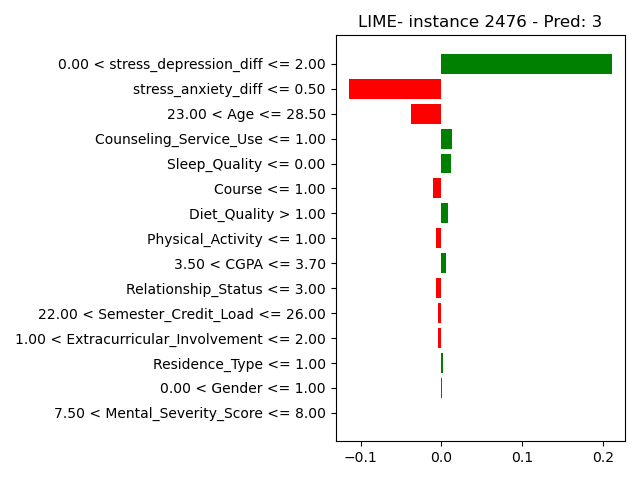 LIME- instance 2476 - Pred: 3
0.00 < stress_depression_diff <= 2.00
stress_anxiety_diff <= 0.50
23.00 < Age <= 28.50
Counseling_Service_Use <= 1.00
Sleep_Quality <= 0.00
Course <= 1.00
Diet_Quality > 1.00
Physical_Activity <= 1.00
3.50 < CGPA <= 3.70
Relationship_Status <= 3.00
22.00 < Semester_Credit_Load <= 26.00
1.00 < Extracurricular_Involvement <= 2.00
Residence_Type <= 1.00
0.00 < Gender <= 1.00
7.50 < Mental_Severity_Score <= 8.00
−0.1 0.0 0.1 0.2